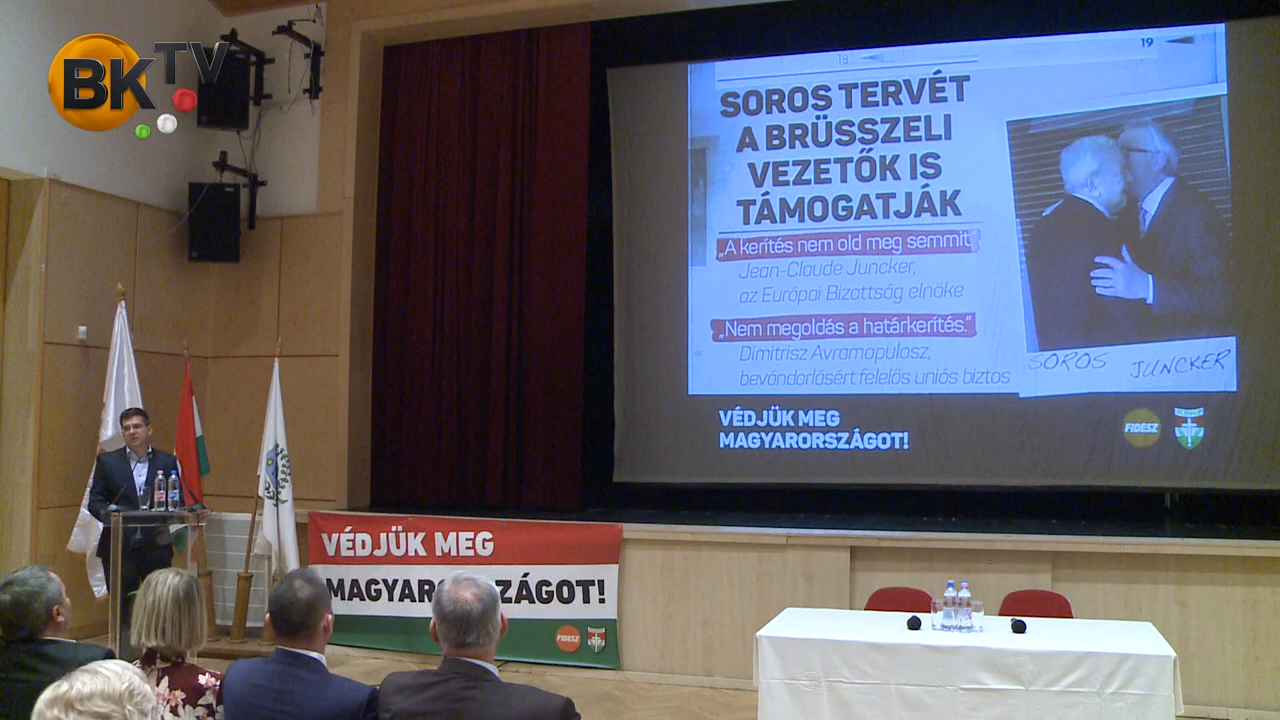 BKTV
18
19
SOROS TERVÉT
A BRÜSSZELI
VEZETŐK IS
TÁMOGATJÁK
„A kerítés nem old meg semmit”
Jean-Claude Juncker,
az Európai Bizottság elnöke
„Nem megoldás a határkerítés.”
Dimitrisz Avramopulosz,
bevándorlásért felelős uniós biztos
SOROS JUNCKER
VÉDJÜK MEG
MAGYARORSZÁGOT!
FIDESZ
VÉDJÜK MEG
MAGYARORSZÁGOT!
FIDESZ